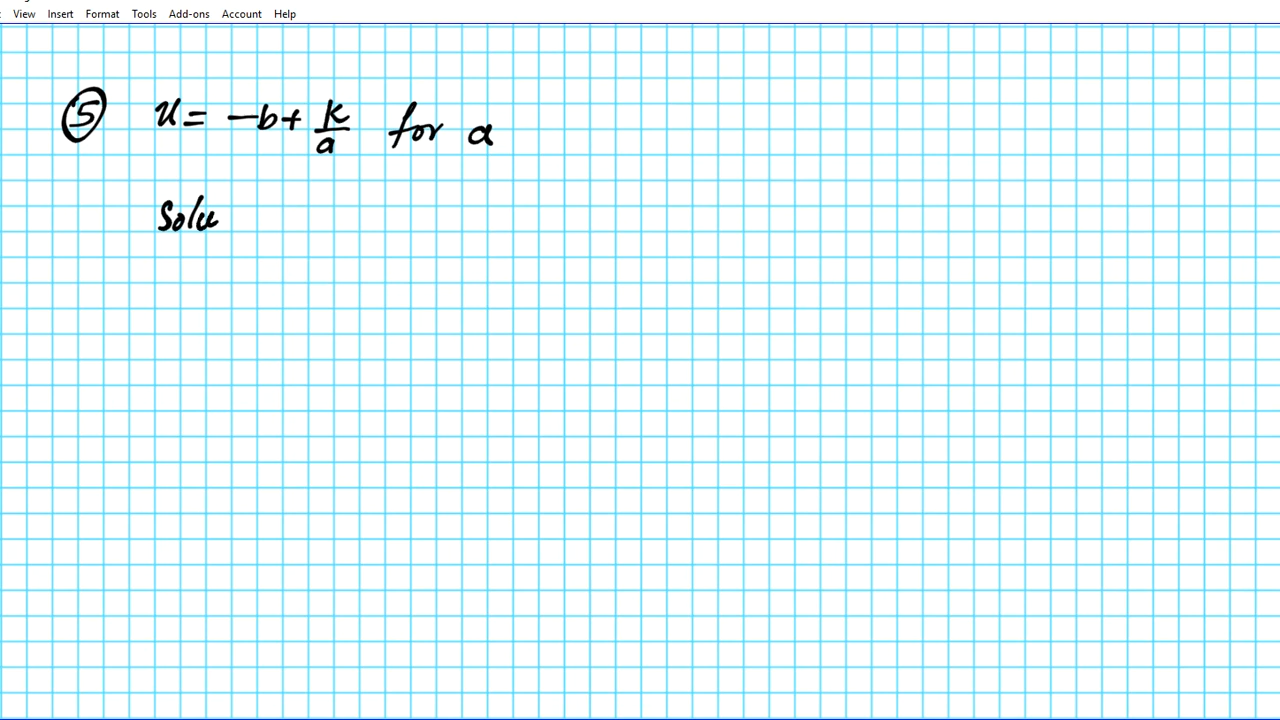 View Insert Format Tools Add-ons Account Help
⑤ u = -b + k/a for a
Solu